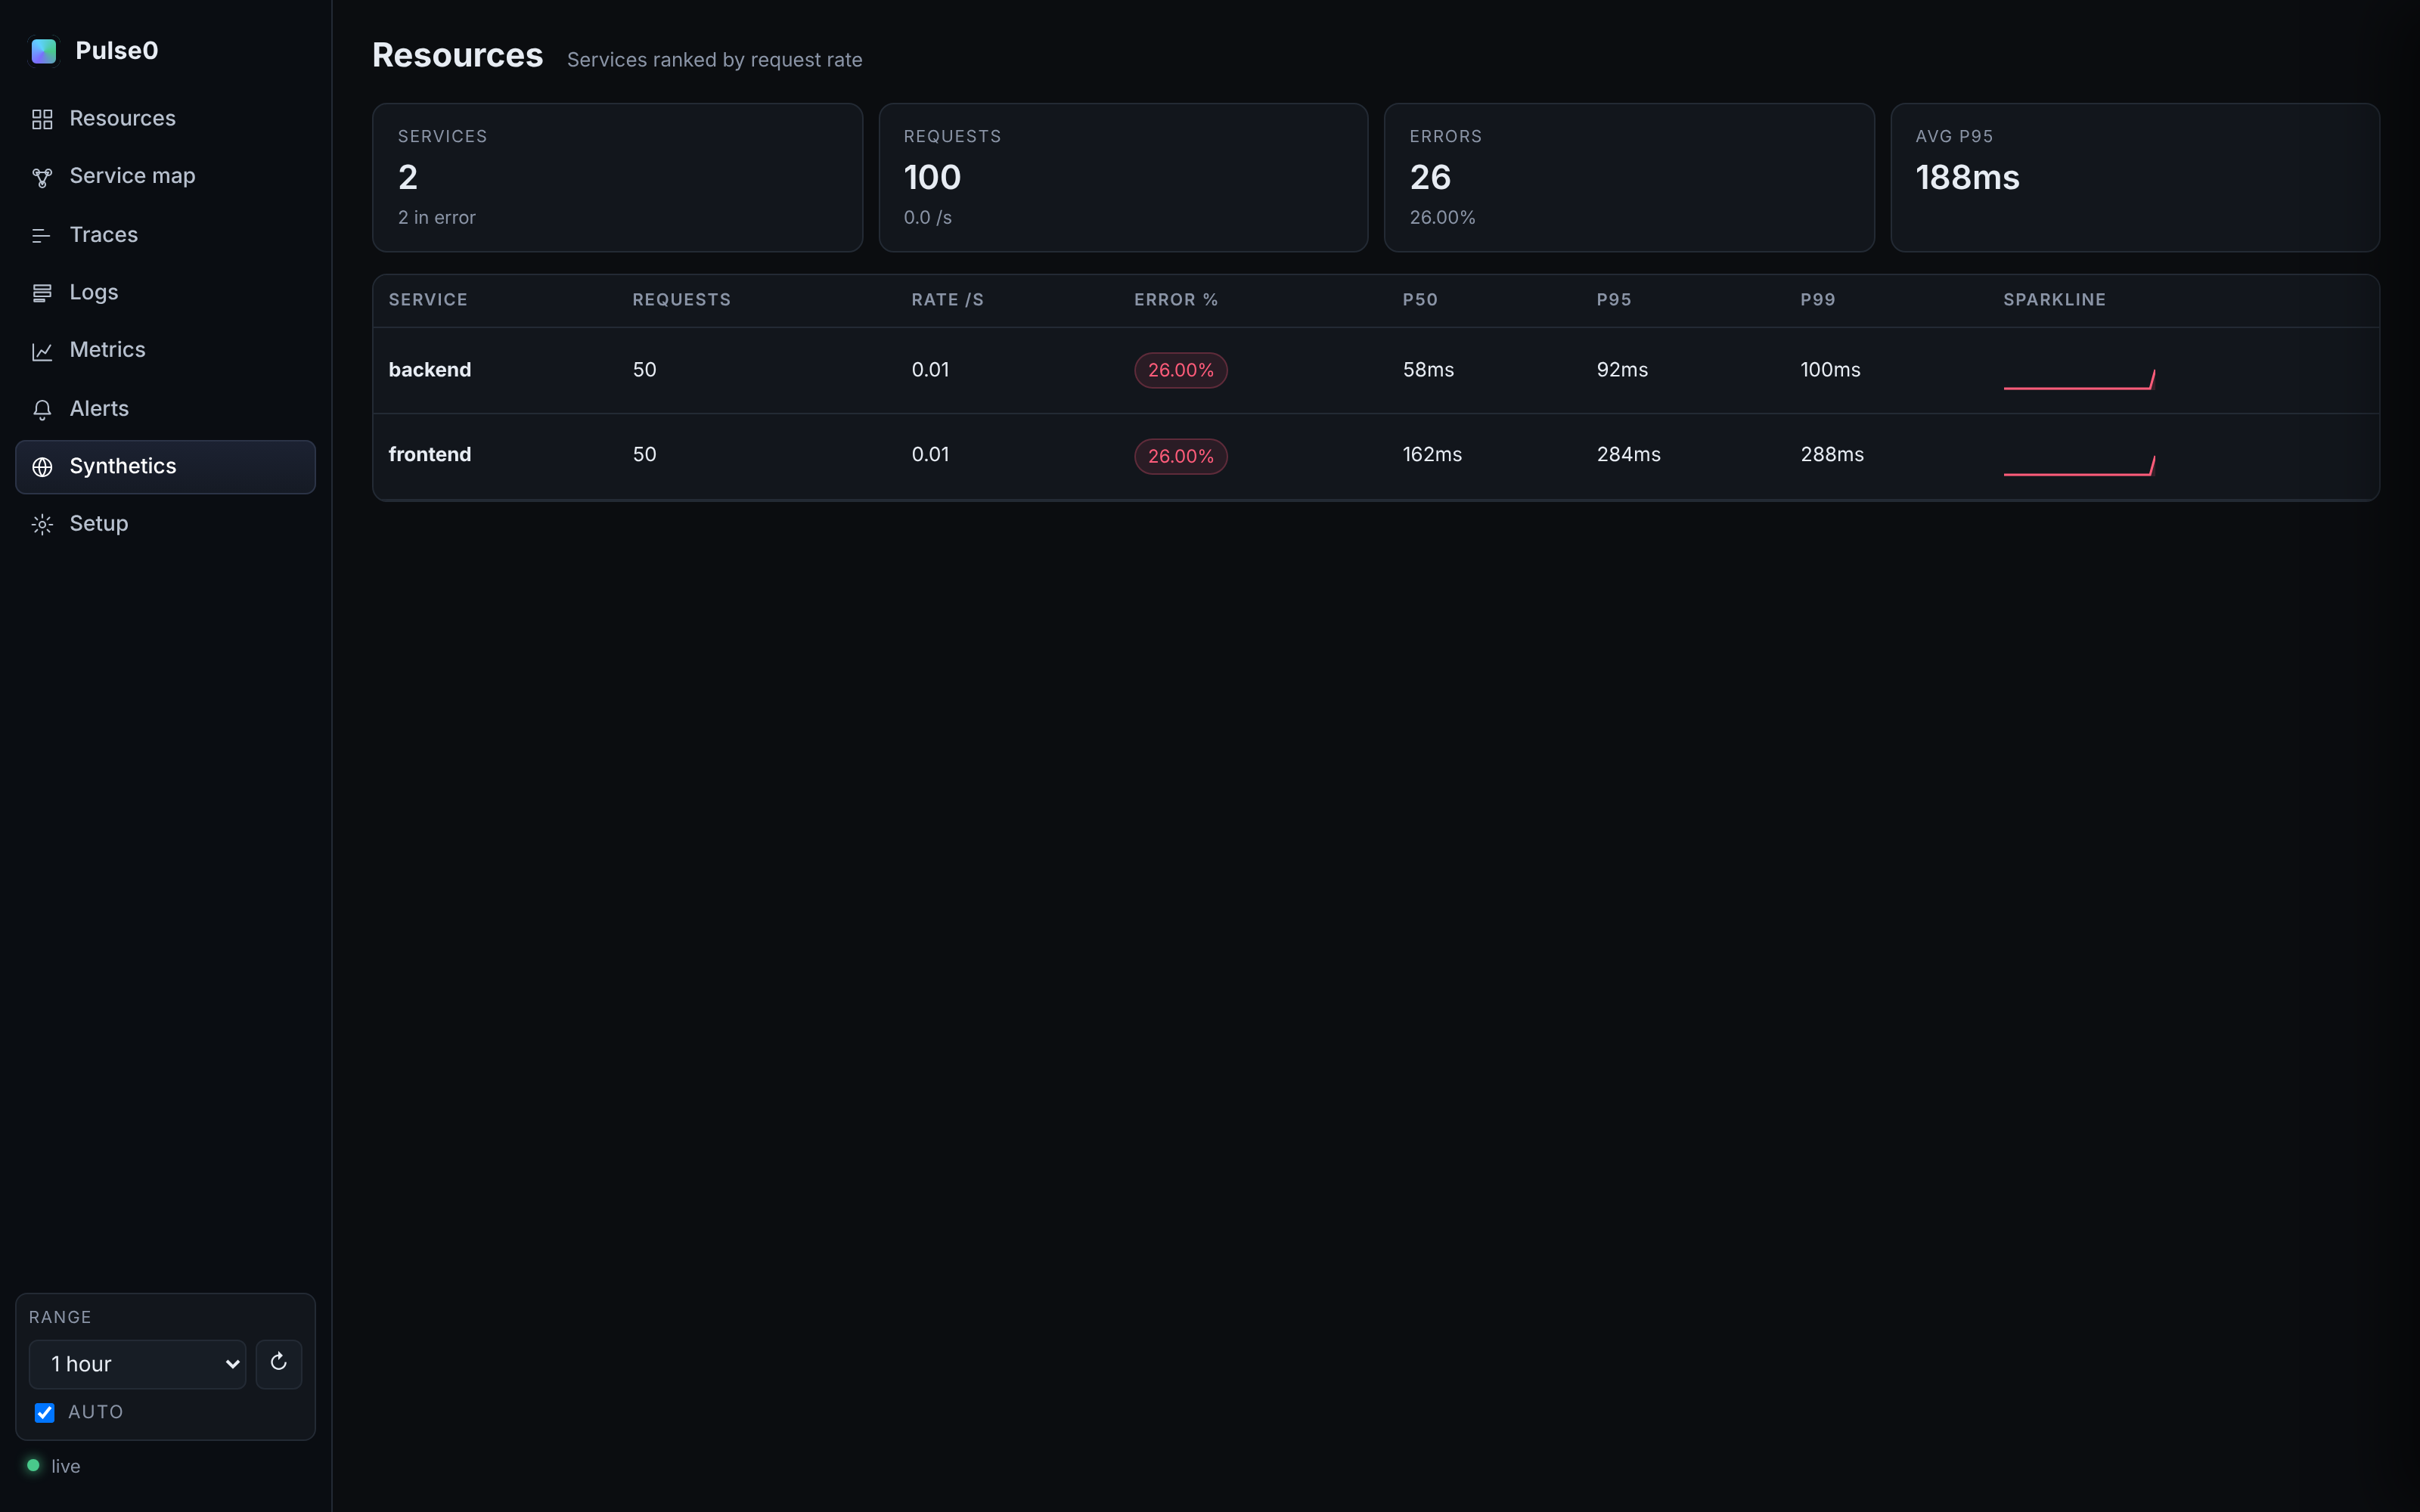 Pulse0
Resources
Service map
Traces
Logs
Metrics
Alerts
Synthetics
Setup
RANGE
1 hour
AUTO
live
Resources Services ranked by request rate
SERVICES
2
2 in error
REQUESTS
100
0.0 /s
ERRORS
26
26.00%
AVG P95
188ms
SERVICE REQUESTS RATE /S ERROR % P50 P95 P99 SPARKLINE
backend 50 0.01 26.00% 58ms 92ms 100ms
frontend 50 0.01 26.00% 162ms 284ms 288ms